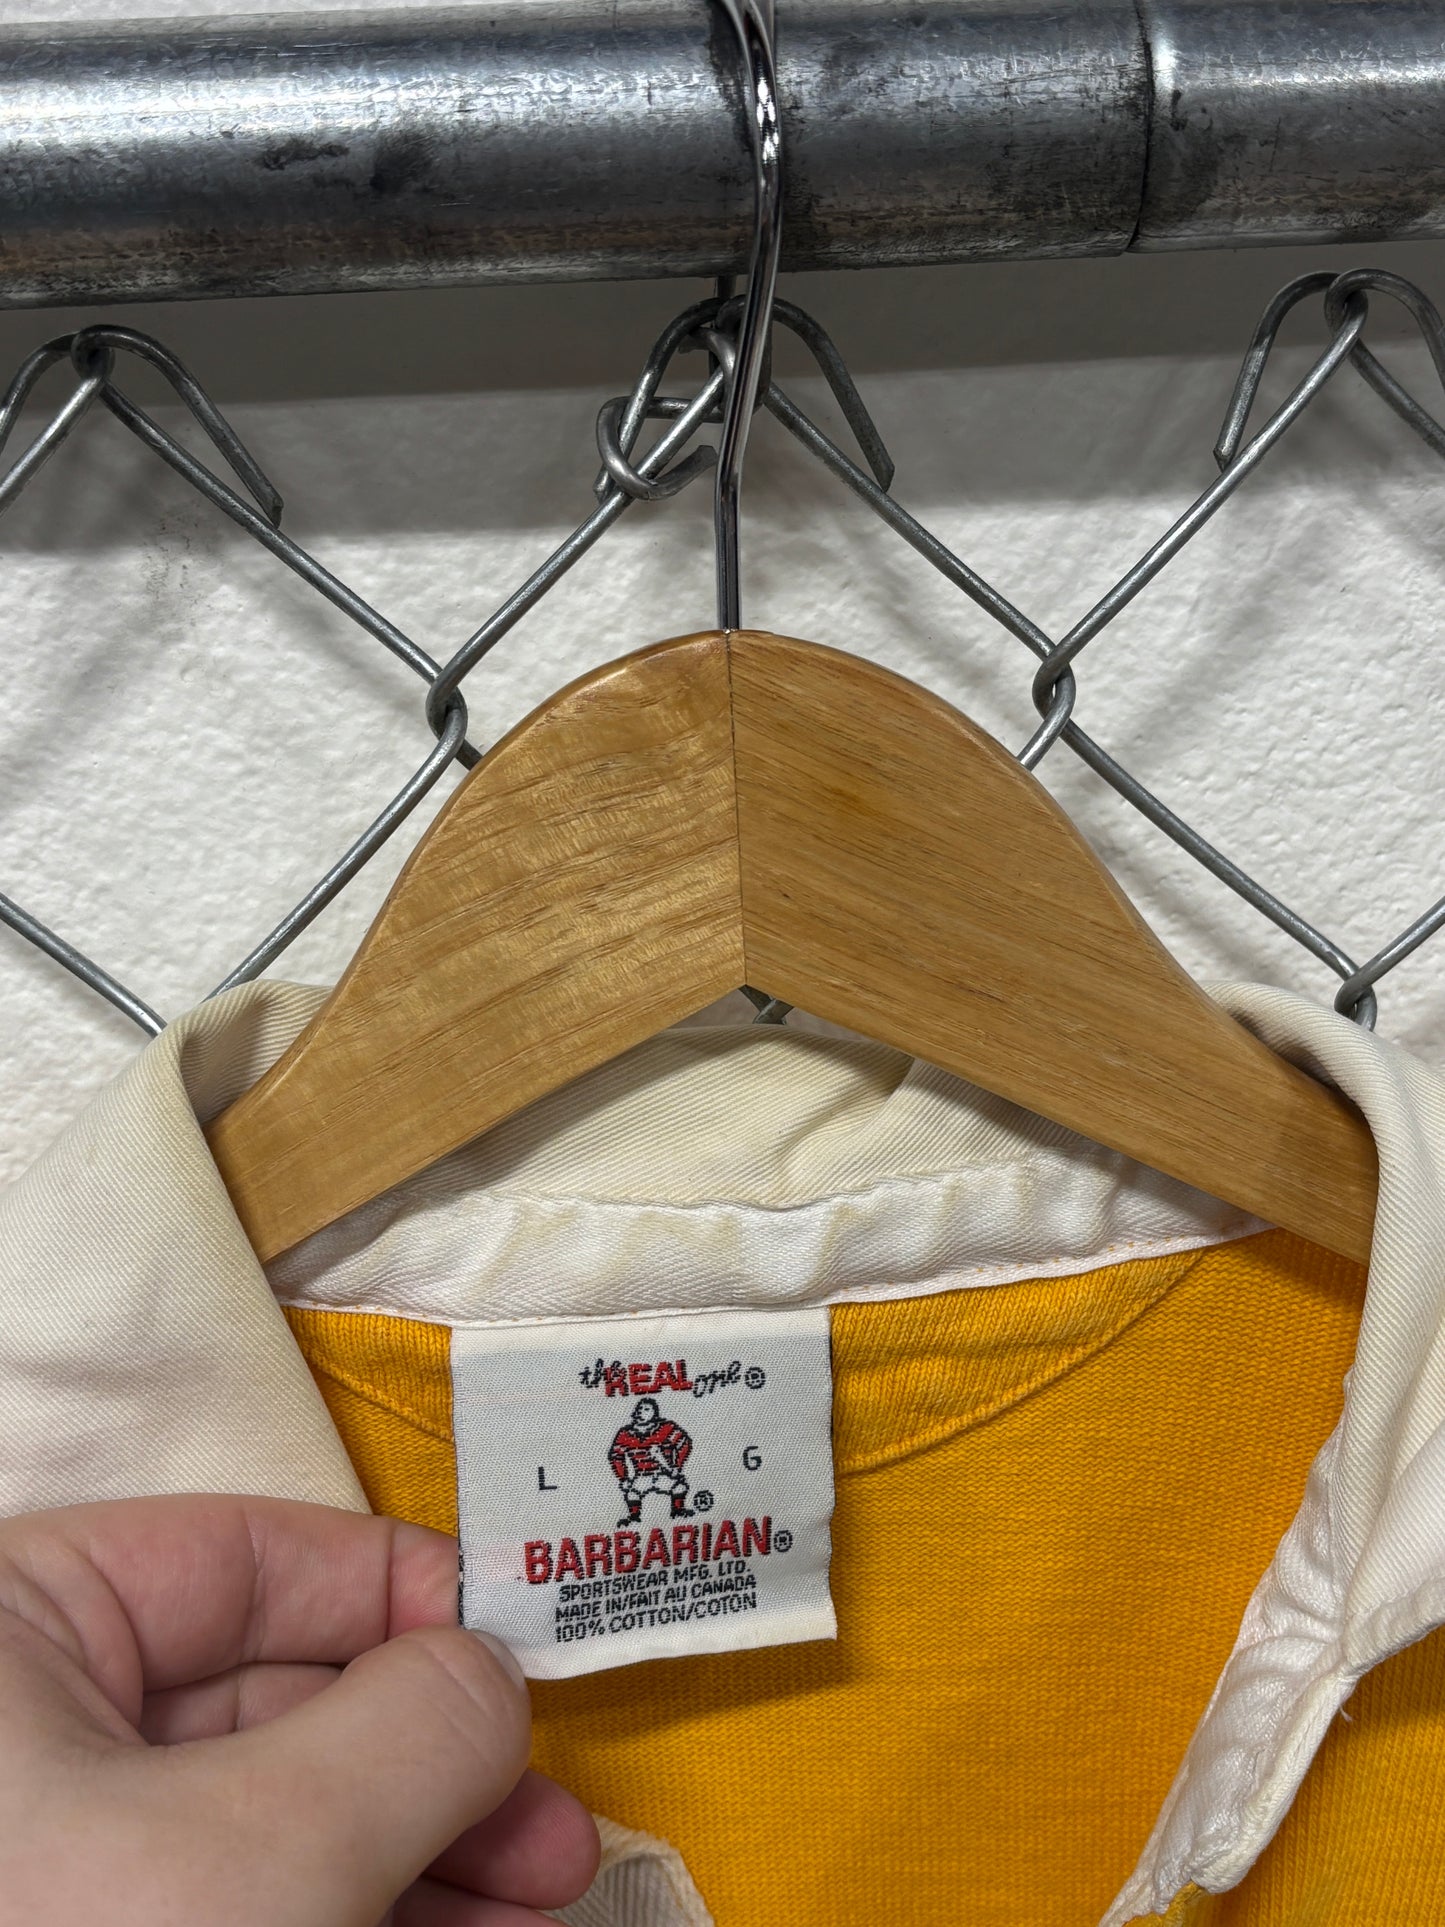 the REAL one ®
L G
®
BARBARIAN ®
SPORTSWEAR MFG. LTD.
MADE IN/FAIT AU CANADA
100% COTTON/COTON